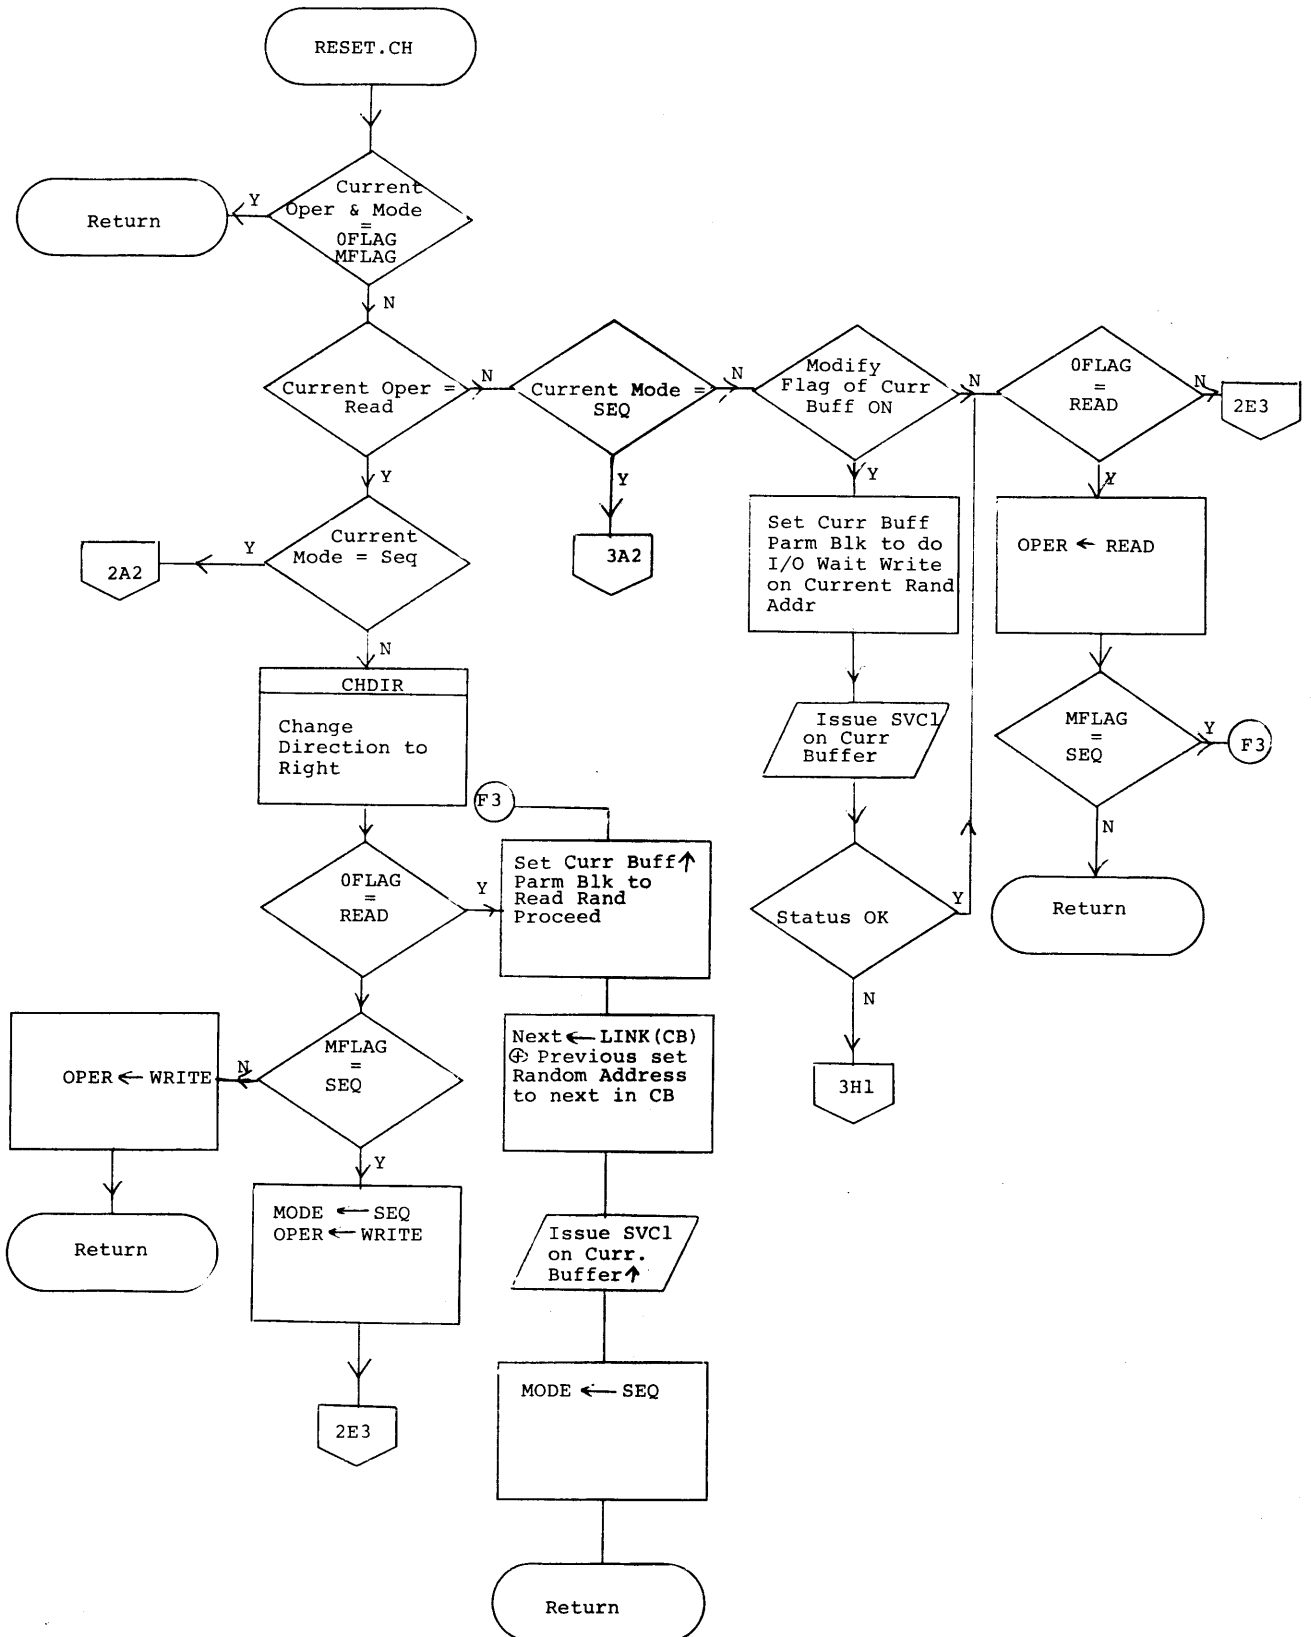 RESET.CH
Current
Oper & Mode
=
0FLAG
MFLAG
Y
Return
N
Current Oper =
Read
N
Current Mode =
SEQ
N
Modify
Flag of Curr
Buff ON
N
0FLAG
=
READ
N
2E3
Y
Current
Mode = Seq
Y
2A2
Y
3A2
Y
Set Curr Buff
Parm Blk to do
I/O Wait Write
on Current Rand
Addr
Y
OPER ← READ
N
CHDIR
Change
Direction to
Right
Issue SVC1
on Curr
Buffer
MFLAG
=
SEQ
Y
F3
F3
0FLAG
=
READ
Y
Set Curr Buff↑
Parm Blk to
Read Rand
Proceed
Status OK
Y
N
Return
N
3H1
MFLAG
=
SEQ
N
OPER ← WRITE
Next ← LINK(CB)
⊕ Previous set
Random Address
to next in CB
Y
Return
MODE ← SEQ
OPER ← WRITE
Issue SVC1
on Curr.
Buffer↑
2E3
MODE ← SEQ
Return